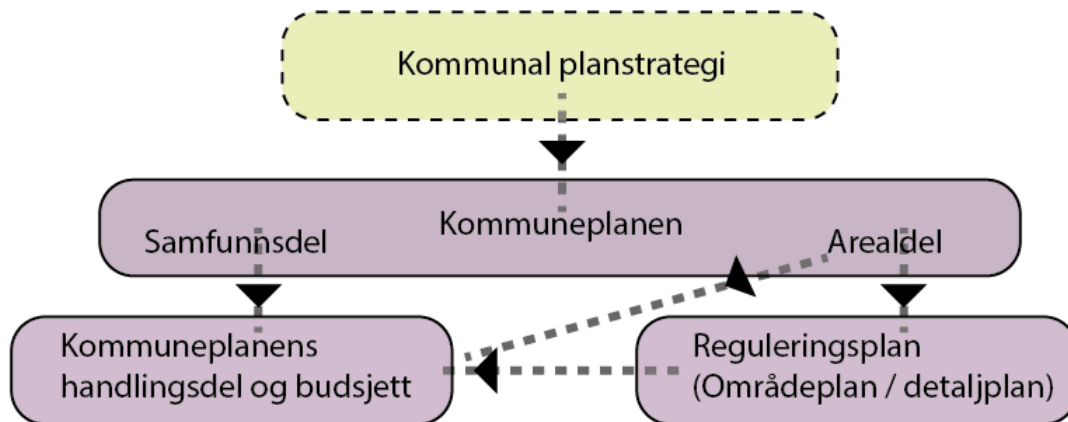 Kommunal planstrategi
Kommuneplanen
Samfunnsdel
Arealdel
Kommuneplanens
handlingsdel og budsjett
Reguleringsplan
(Områdeplan / detaljplan)